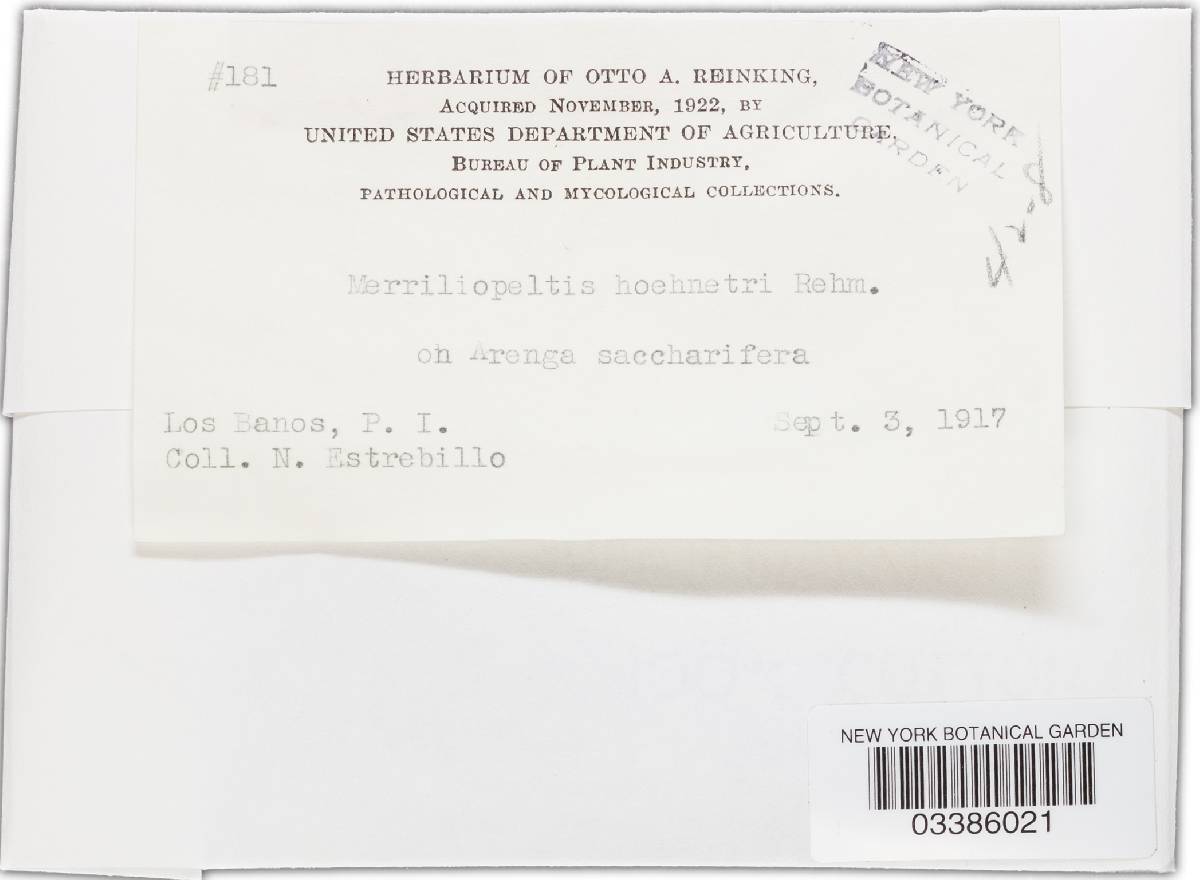 #181
HERBARIUM OF OTTO A. REINKING,
ACQUIRED NOVEMBER, 1922, BY
UNITED STATES DEPARTMENT OF AGRICULTURE,
BUREAU OF PLANT INDUSTRY,
PATHOLOGICAL AND MYCOLOGICAL COLLECTIONS.
NEW YORK
BOTANICAL
GARDEN
Merriliopeltis hoehnetri Rehm.
on Arenga saccharifera
Los Banos, P. I.
Sept. 3, 1917
Coll. N. Estrebillo
NEW YORK BOTANICAL GARDEN
03386021